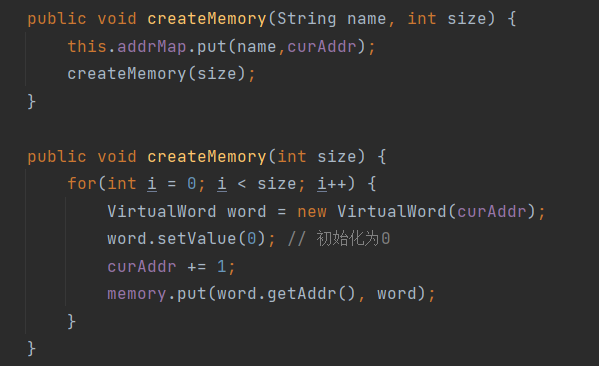 public void createMemory(String name, int size) {
    this.addrMap.put(name,curAddr);
    createMemory(size);
}

public void createMemory(int size) {
    for(int i = 0; i < size; i++) {
        VirtualWord word = new VirtualWord(curAddr);
        word.setValue(0); // 初始化为0
        curAddr += 1;
        memory.put(word.getAddr(), word);
    }
}